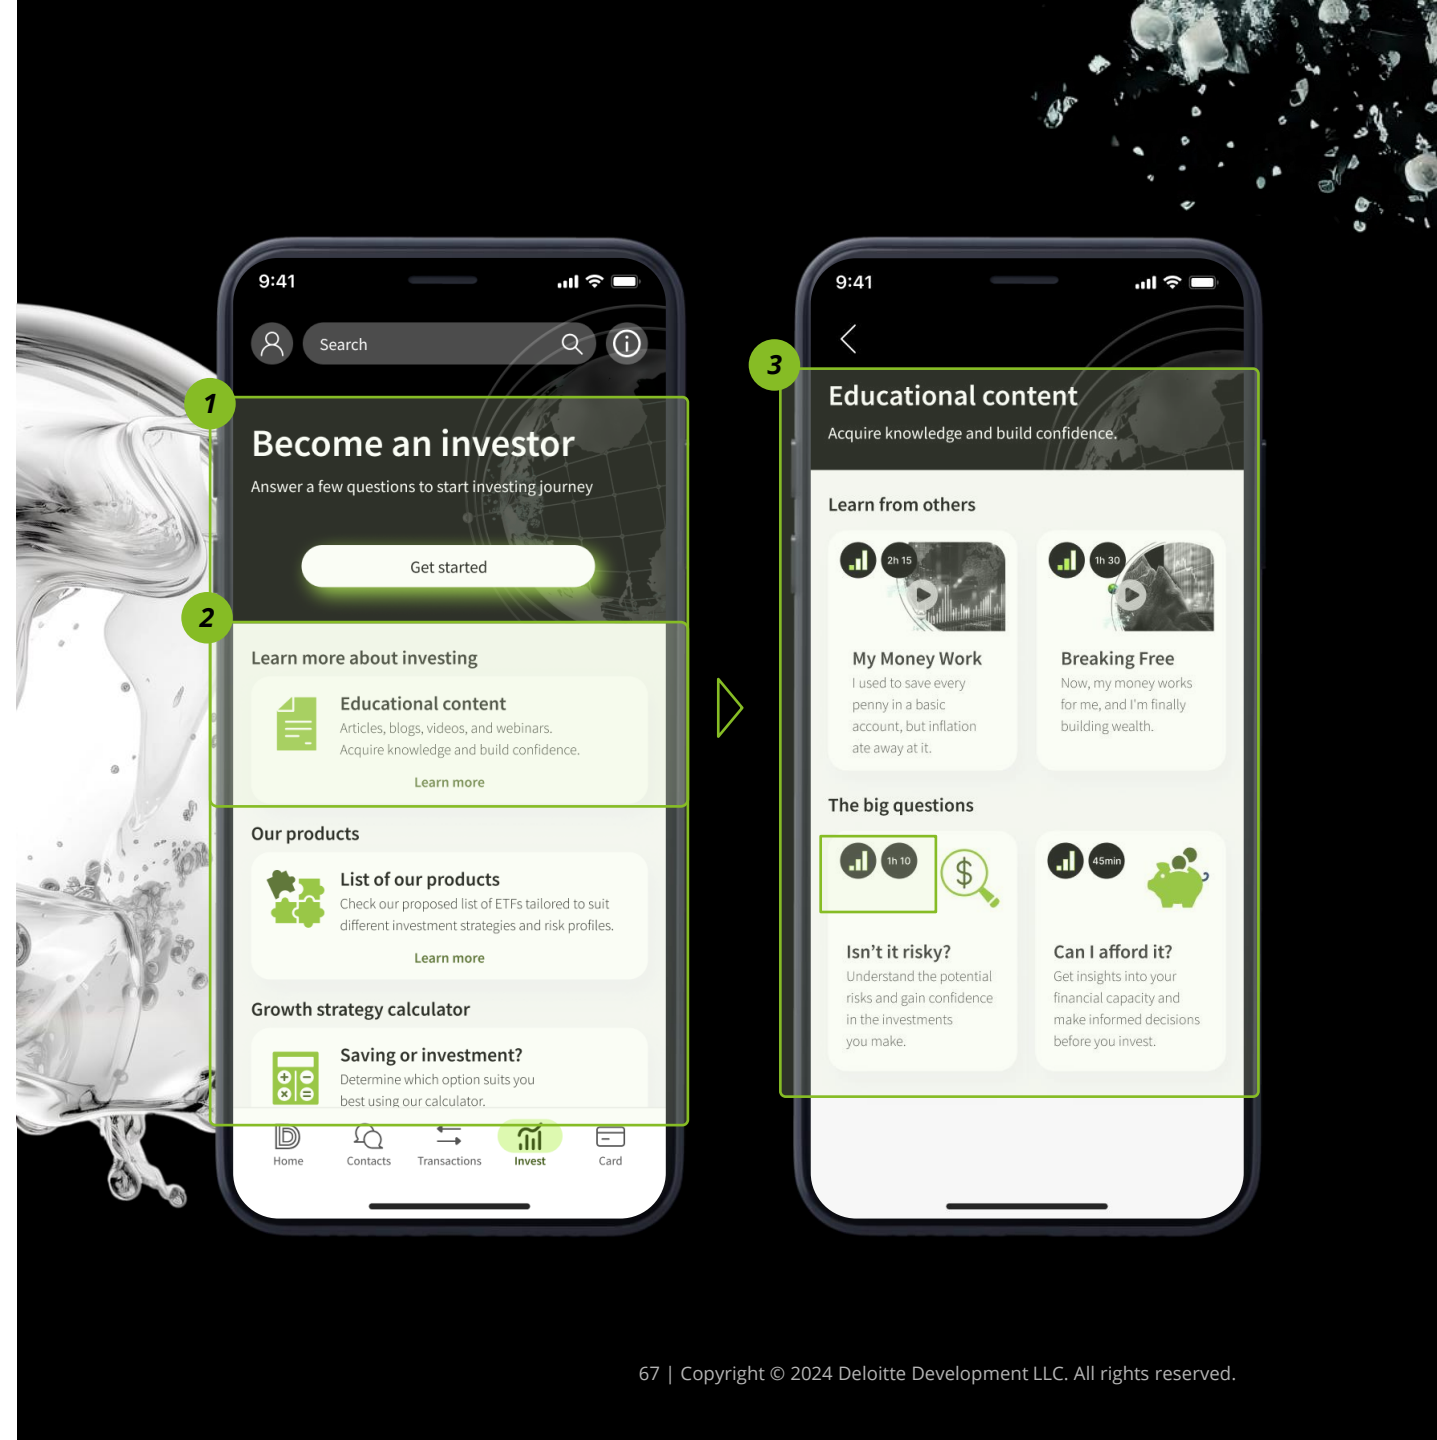 9:41
Search
1
Become an investor
Answer a few questions to start investing journey
Get started
2
Learn more about investing
Educational content
Articles, blogs, videos, and webinars.
Acquire knowledge and build confidence.
Learn more
Our products
List of our products
Check our proposed list of ETFs tailored to suit
different investment strategies and risk profiles.
Learn more
Growth strategy calculator
Saving or investment?
Determine which option suits you
best using our calculator.
Home
Contacts
Transactions
Invest
Card
9:41
3
Educational content
Acquire knowledge and build confidence.
Learn from others
2h 15
My Money Work
I used to save every
penny in a basic
account, but inflation
ate away at it.
1h 30
Breaking Free
Now, my money works
for me, and I'm finally
building wealth.
The big questions
1h 10
$
Isn't it risky?
Understand the potential
risks and gain confidence
in the investments
you make.
45min
Can I afford it?
Get insights into your
financial capacity and
make informed decisions
before you invest.
67 | Copyright © 2024 Deloitte Development LLC. All rights reserved.